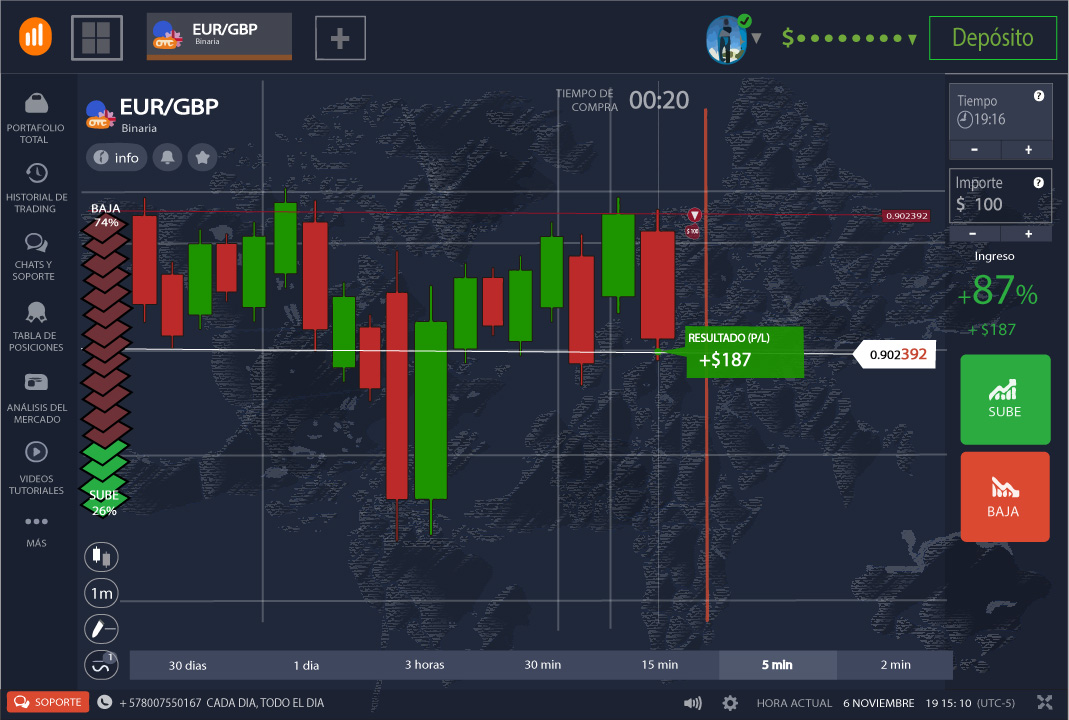 OTC
EUR/GBP
Binaria
+
$
Depósito
PORTAFOLIO
TOTAL
HISTORIAL DE
TRADING
CHATS Y
SOPORTE
TABLA DE
POSICIONES
ANÁLISIS DEL
MERCADO
VIDEOS
TUTORIALES
MÁS
OTC
EUR/GBP
Binaria
info
TIEMPO DE
COMPRA
00:20
BAJA
74%
SUBE
26%
$ 100
0.902392
RESULTADO (P/L)
+$187
0.902392
Tiempo
?
19:16
- +
Importe
?
$ 100
- +
Ingreso
+87%
+ $187
SUBE
BAJA
1m
1
30 dias
1 dia
3 horas
30 min
15 min
5 min
2 min
SOPORTE
+ 578007550167 CADA DIA, TODO EL DIA
HORA ACTUAL 6 NOVIEMBRE 19 15: 10 (UTC-5)